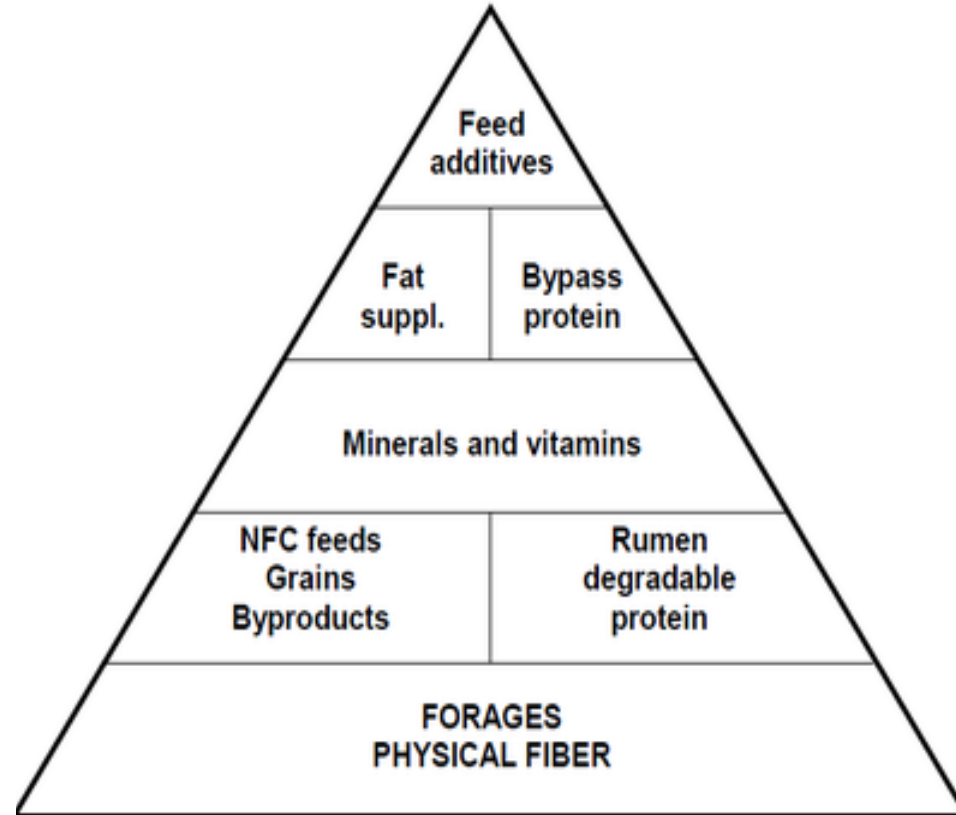 Feed
additives
Fat
suppl.
Bypass
protein
Minerals and vitamins
NFC feeds
Grains
Byproducts
Rumen
degradable
protein
FORAGES
PHYSICAL FIBER